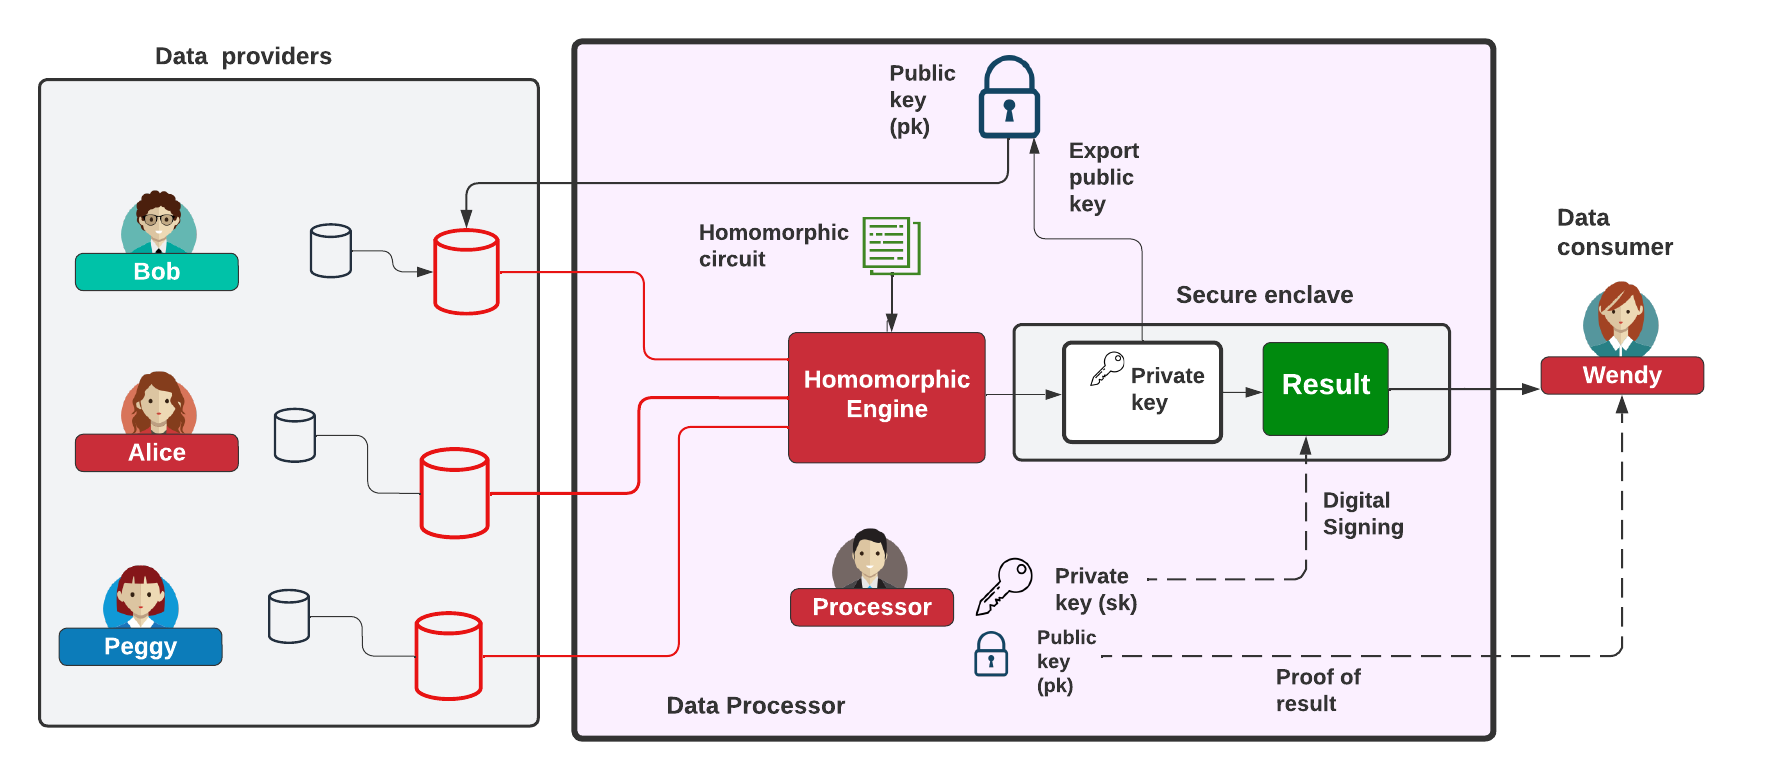 Data providers
Bob
Alice
Peggy
Public
key
(pk)
Export
public
key
Homomorphic
circuit
Homomorphic
Engine
Secure enclave
Private
key
Result
Digital
Signing
Processor
Private
key (sk)
Public
key
(pk)
Proof of
result
Data Processor
Data
consumer
Wendy